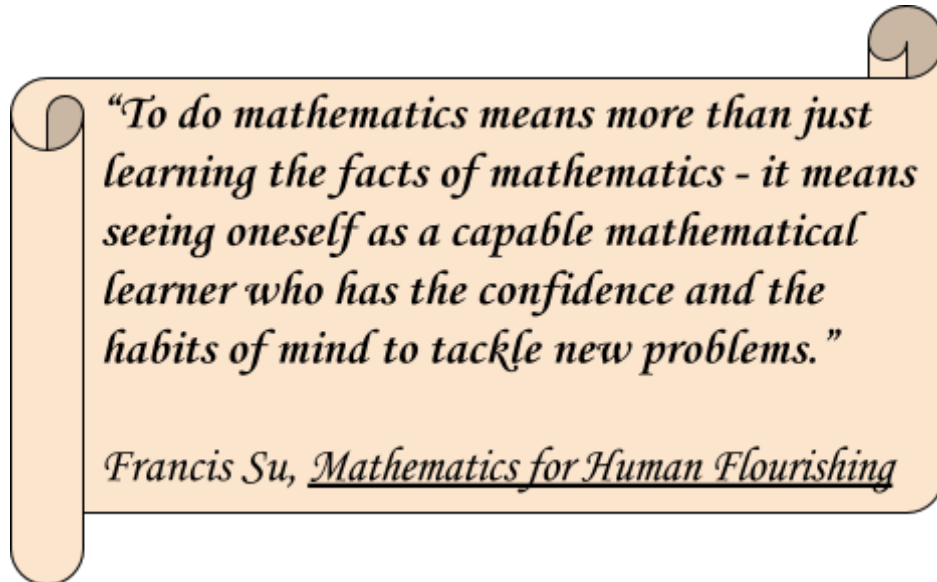 “To do mathematics means more than just
learning the facts of mathematics - it means
seeing oneself as a capable mathematical
learner who has the confidence and the
habits of mind to tackle new problems.”
Francis Su, Mathematics for Human Flourishing